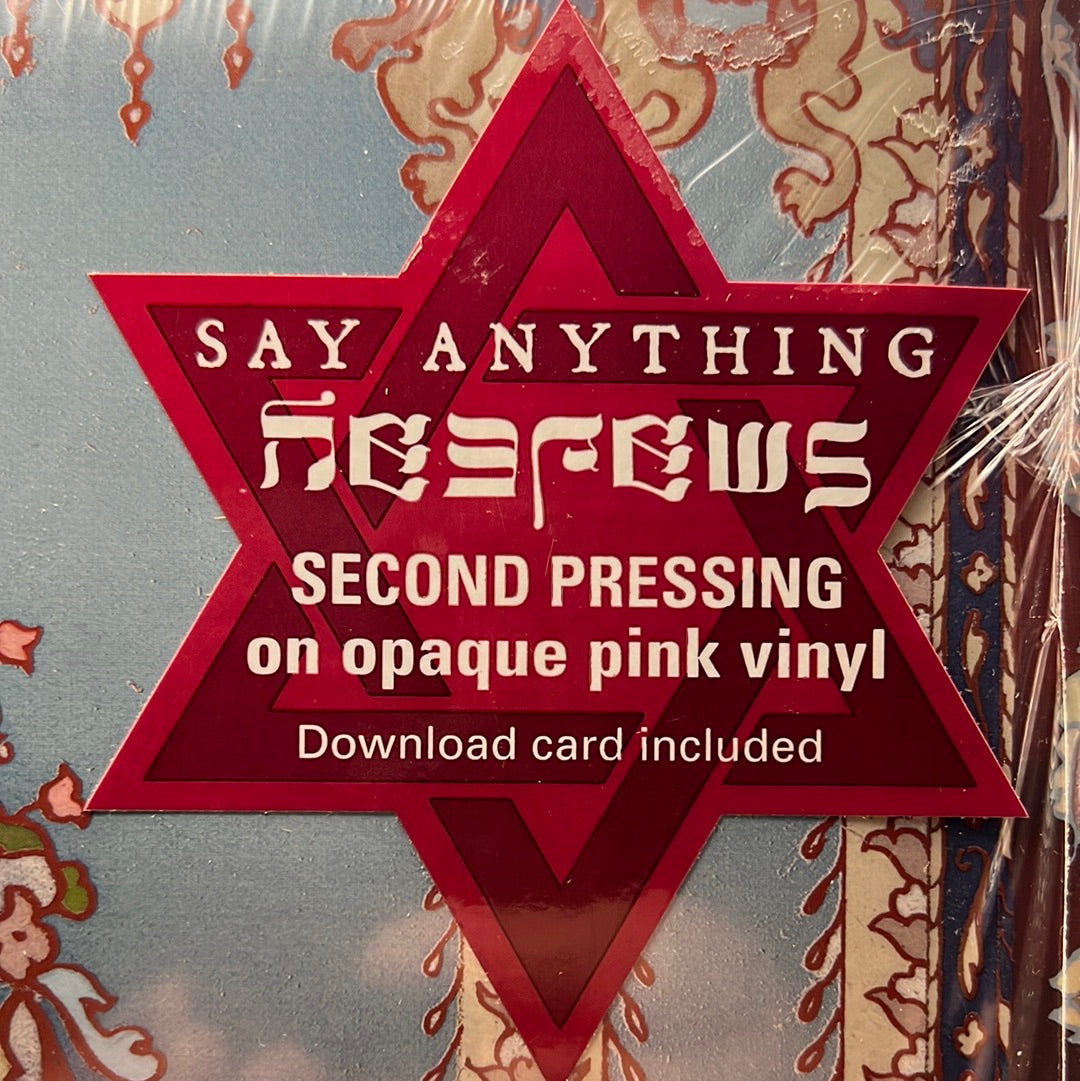 SAY ANYTHING
Hebrews
SECOND PRESSING
on opaque pink vinyl
Download card included